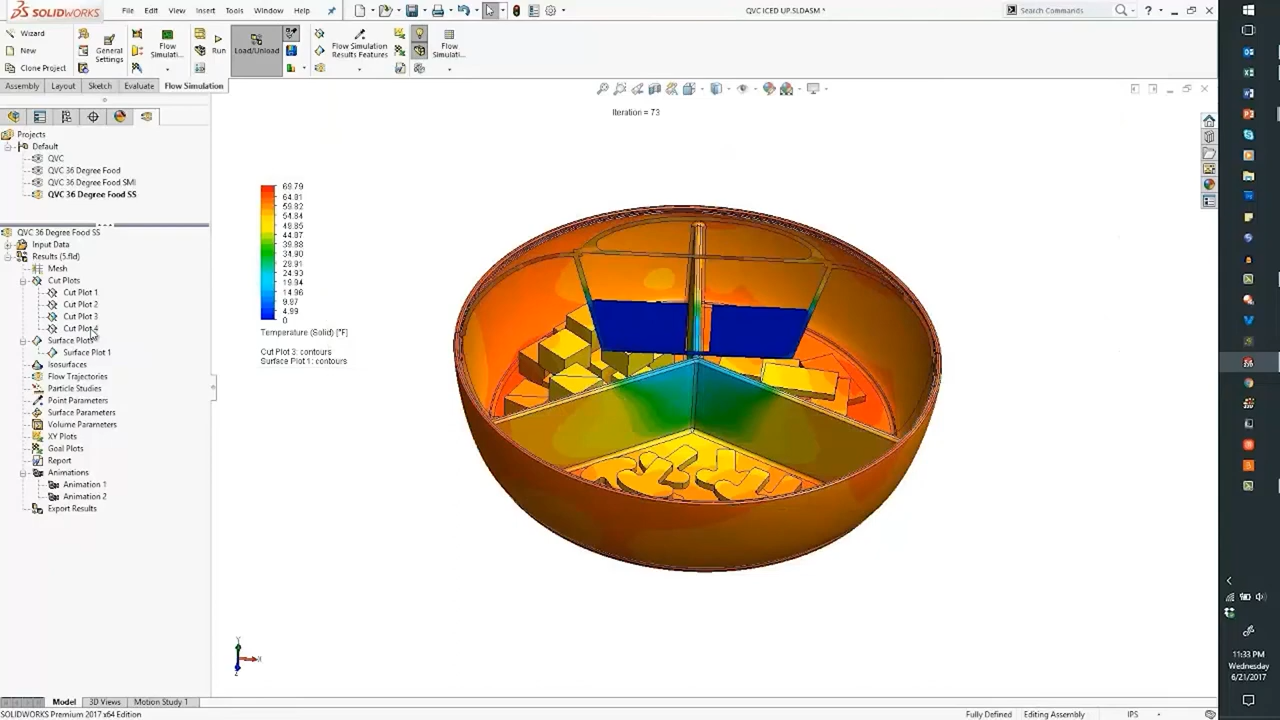 SOLIDWORKS
File Edit View Insert Tools Window Help
QVC ICED UP.SLDASM *
Search Commands
Wizard
New
Clone Project
General Settings
Flow Simulati...
Run
Load/Unload
Flow Simulation Results Features
Flow Simulati...
Assembly Layout Sketch Evaluate Flow Simulation
Iteration = 73
Projects
Default
QVC
QVC 36 Degree Food
QVC 36 Degree Food SMI
QVC 36 Degree Food SS
QVC 36 Degree Food SS
Input Data
Results (5.fld)
Mesh
Cut Plots
Cut Plot 1
Cut Plot 2
Cut Plot 3
Cut Plot 4
Surface Plots
Surface Plot 1
Isosurfaces
Flow Trajectories
Particle Studies
Point Parameters
Surface Parameters
Volume Parameters
XY Plots
Goal Plots
Report
Animations
Animation 1
Animation 2
Export Results
69.79
64.81
59.82
54.84
49.85
44.87
39.88
34.90
29.91
24.93
19.94
14.96
9.97
4.99
0
Temperature (Solid) [°F]
Cut Plot 3: contours
Surface Plot 1: contours
Y
X
Z
Model 3D Views Motion Study 1
SOLIDWORKS Premium 2017 x64 Edition
Fully Defined Editing Assembly IPS
11:33 PM
Wednesday
6/21/2017